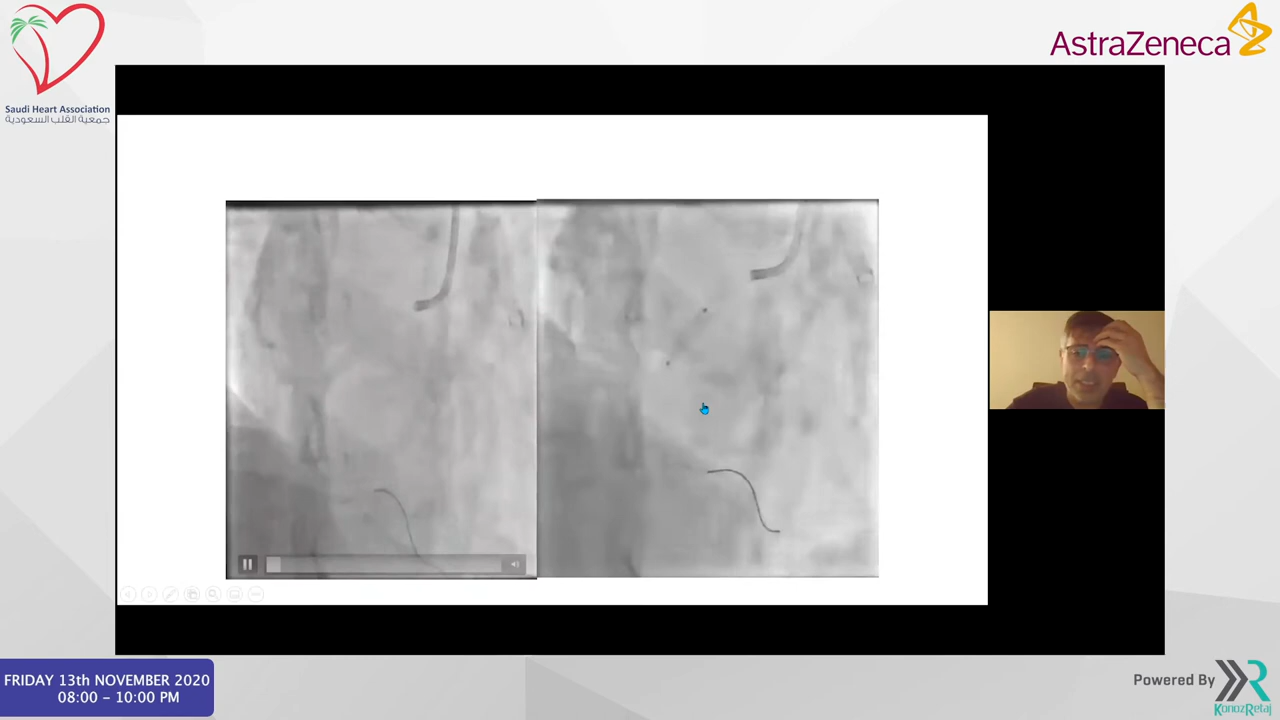 Saudi Heart Association
جمعية القلب السعودية
AstraZeneca
FRIDAY 13th NOVEMBER 2020
08:00 - 10:00 PM
Powered By
KonozRetaj